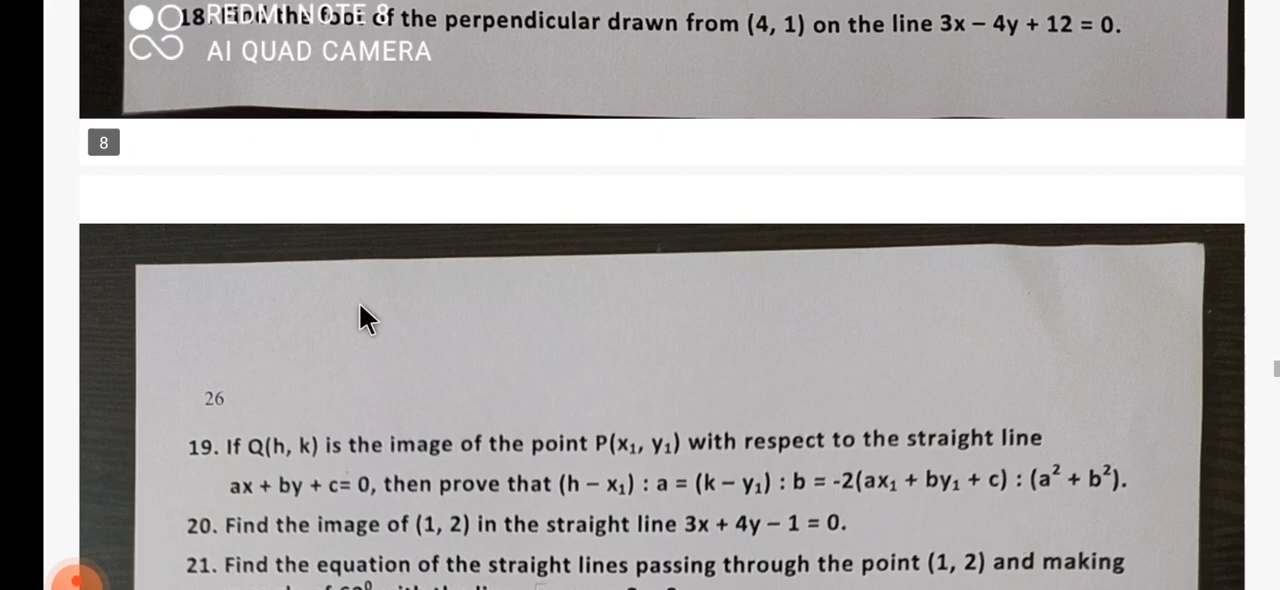 18. Find the foot of the perpendicular drawn from (4, 1) on the line 3x – 4y + 12 = 0.
REDMI NOTE 8
AI QUAD CAMERA
8
26
19. If Q(h, k) is the image of the point P(x₁, y₁) with respect to the straight line
ax + by + c= 0, then prove that (h – x₁) : a = (k – y₁) : b = -2(ax₁ + by₁ + c) : (a² + b²).
20. Find the image of (1, 2) in the straight line 3x + 4y – 1 = 0.
21. Find the equation of the straight lines passing through the point (1, 2) and making